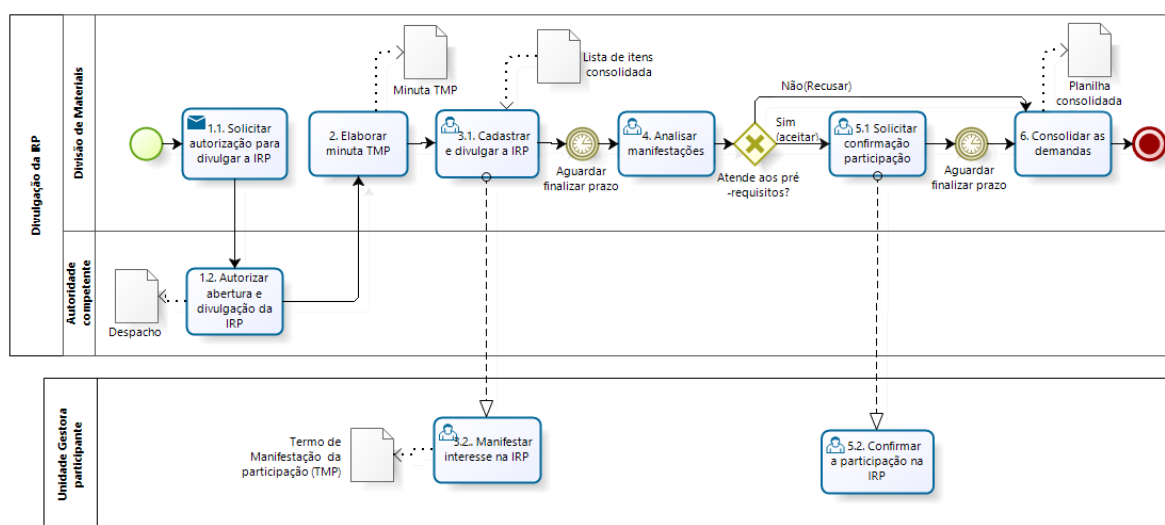 Divulgação da IRP
Divisão de Materiais
1.1. Solicitar
autorização para
divulgar a IRP
2. Elaborar
minuta TMP
Minuta TMP
3.1. Cadastrar
e divulgar a IRP
Lista de itens
consolidada
Aguardar
finalizar prazo
4. Analisar
manifestações
Atende aos pré
-requisitos?
Não(Recusar)
Sim
(aceitar)
5.1 Solicitar
confirmação
participação
Aguardar
finalizar prazo
6. Consolidar as
demandas
Planilha
consolidada
Autoridade
competente
1.2. Autorizar
abertura e
divulgação da
IRP
Despacho
Unidade Gestora
participante
3.2.. Manifestar
interesse na IRP
Termo de
Manifestação da
participação (TMP)
5.2. Confirmar
a participação na
IRP